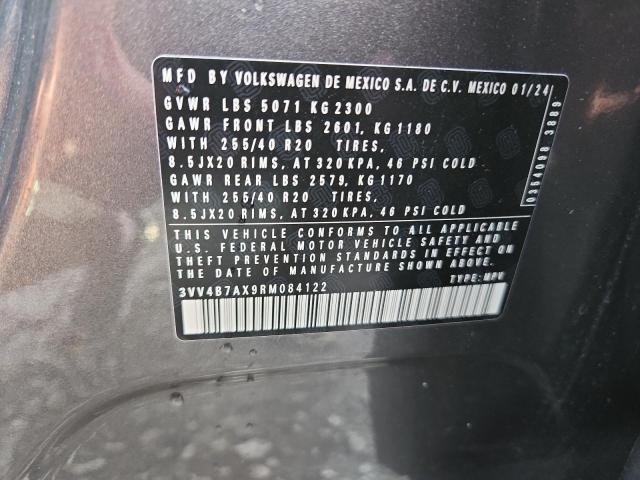 MFD BY VOLKSWAGEN DE MEXICO S.A. DE C.V. MEXICO 01/24
GVWR LBS 5071 KG 2300
GAWR FRONT LBS 2601, KG 1180
WITH 255/40 R20 TIRES,
8.5JX20 RIMS, AT 320 KPA, 46 PSI COLD
GAWR REAR LBS 2579, KG 1170
WITH 255/40 R20 TIRES,
8.5JX20 RIMS, AT 320 KPA, 46 PSI COLD
THIS VEHICLE CONFORMS TO ALL APPLICABLE
U.S. FEDERAL MOTOR VEHICLE SAFETY AND
THEFT PREVENTION STANDARDS IN EFFECT ON
THE DATE OF MANUFACTURE SHOWN ABOVE.
3VV4B7AX9RM084122 TYPE: MPV
0354098 3889